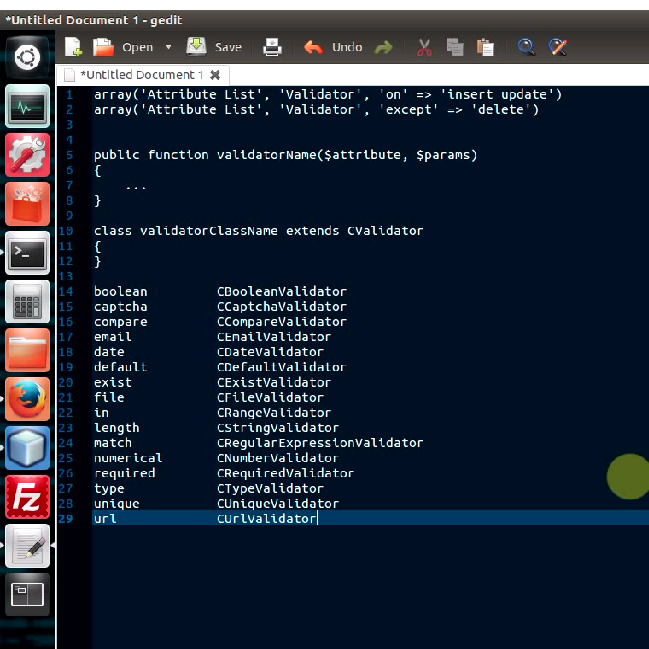 *Untitled Document 1 - gedit
Open Save Undo
*Untitled Document 1
1 array('Attribute List', 'Validator', 'on' => 'insert update')
2 array('Attribute List', 'Validator', 'except' => 'delete')
3
4
5 public function validatorName($attribute, $params)
6 {
7 ...
8 }
9
10 class validatorClassName extends CValidator
11 {
12 }
13
14 boolean CBooleanValidator
15 captcha CCaptchaValidator
16 compare CCompareValidator
17 email CEmailValidator
18 date CDateValidator
19 default CDefaultValidator
20 exist CExistValidator
21 file CFileValidator
22 in CRangeValidator
23 length CStringValidator
24 match CRegularExpressionValidator
25 numerical CNumberValidator
26 required CRequiredValidator
27 type CTypeValidator
28 unique CUniqueValidator
29 url CUrlValidator
>_
Fz